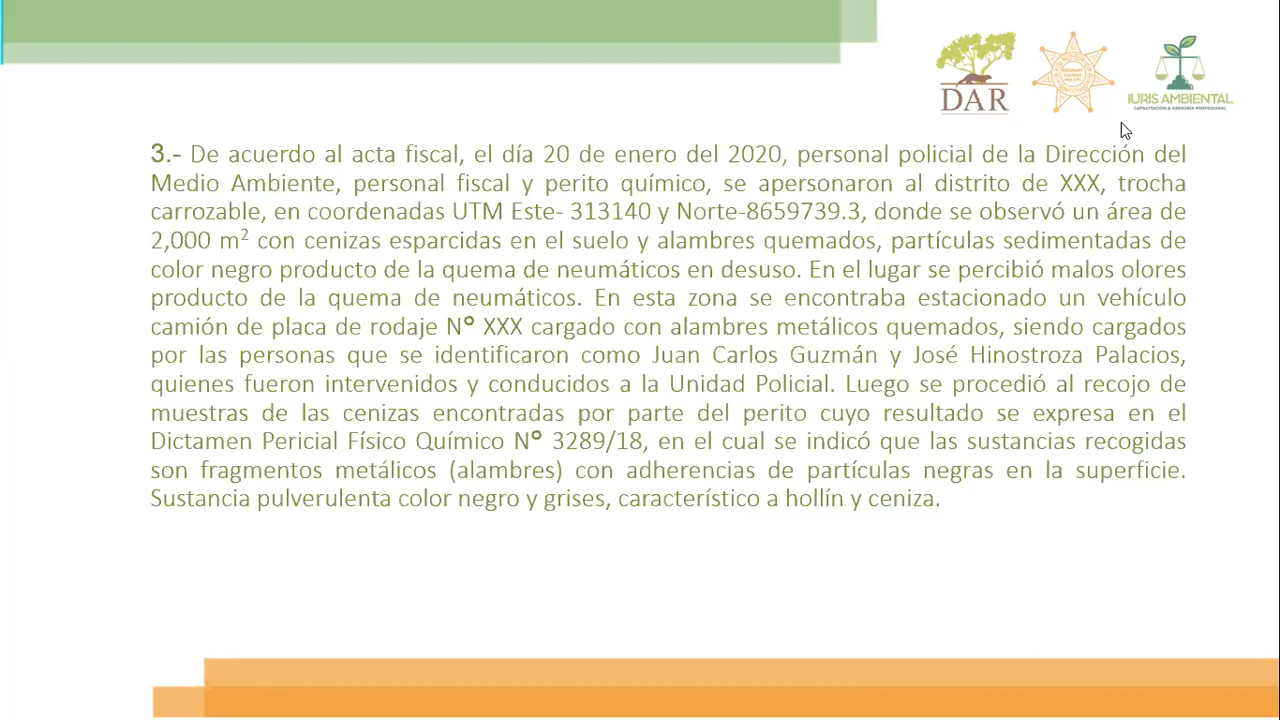 DAR
IURIS AMBIENTAL
CAPACITACIÓN & ASESORÍA PROFESIONAL
3.- De acuerdo al acta fiscal, el día 20 de enero del 2020, personal policial de la Dirección del
Medio Ambiente, personal fiscal y perito químico, se apersonaron al distrito de XXX, trocha
carrozable, en coordenadas UTM Este- 313140 y Norte-8659739.3, donde se observó un área de
2,000 m² con cenizas esparcidas en el suelo y alambres quemados, partículas sedimentadas de
color negro producto de la quema de neumáticos en desuso. En el lugar se percibió malos olores
producto de la quema de neumáticos. En esta zona se encontraba estacionado un vehículo
camión de placa de rodaje N° XXX cargado con alambres metálicos quemados, siendo cargados
por las personas que se identificaron como Juan Carlos Guzmán y José Hinostroza Palacios,
quienes fueron intervenidos y conducidos a la Unidad Policial. Luego se procedió al recojo de
muestras de las cenizas encontradas por parte del perito cuyo resultado se expresa en el
Dictamen Pericial Físico Químico N° 3289/18, en el cual se indicó que las sustancias recogidas
son fragmentos metálicos (alambres) con adherencias de partículas negras en la superficie.
Sustancia pulverulenta color negro y grises, característico a hollín y ceniza.